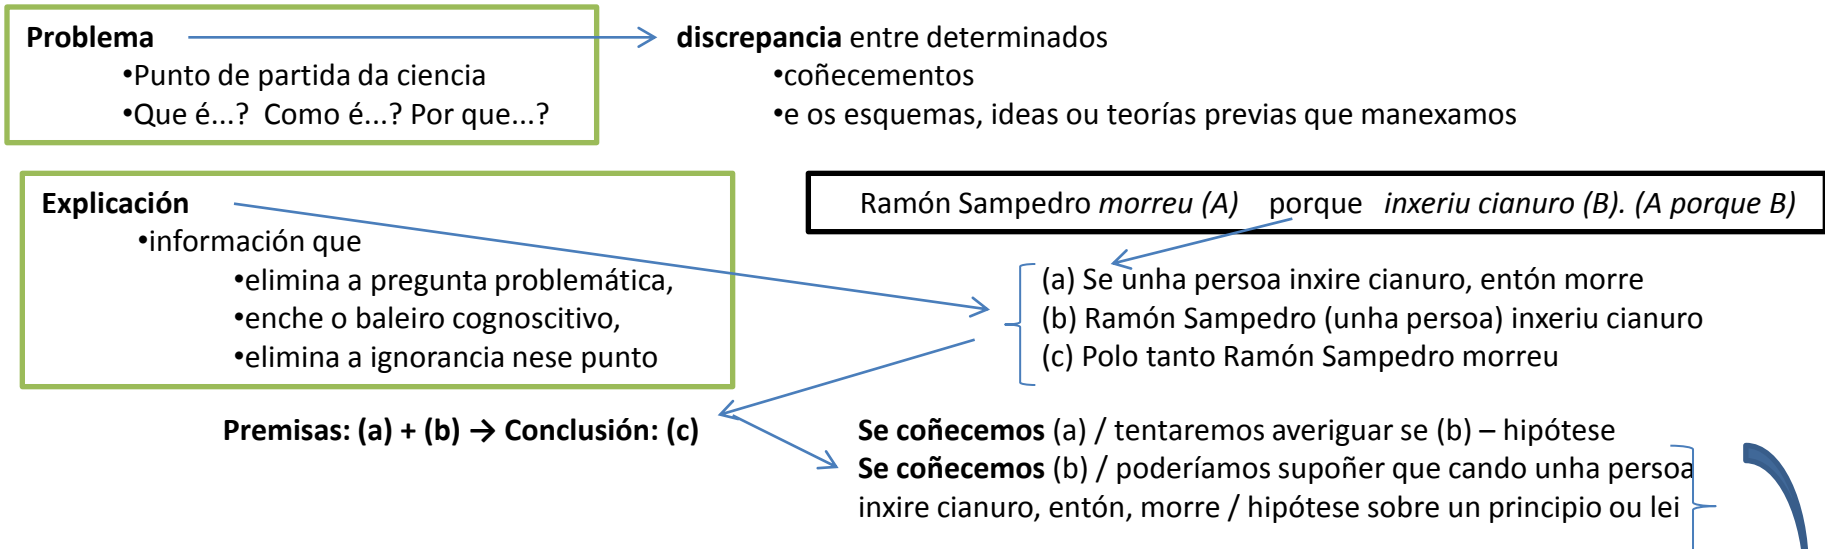 Problema
•Punto de partida da ciencia
•Que é...? Como é...? Por que...?
discrepancia entre determinados
•coñecementos
•e os esquemas, ideas ou teorías previas que manexamos
Explicación
•información que
•elimina a pregunta problemática,
•enche o baleiro cognoscitivo,
•elimina a ignorancia nese punto
Ramón Sampedro morreu (A) porque inxeriu cianuro (B). (A porque B)
(a) Se unha persoa inxire cianuro, entón morre
(b) Ramón Sampedro (unha persoa) inxeriu cianuro
(c) Polo tanto Ramón Sampedro morreu
Premisas: (a) + (b) → Conclusión: (c)
Se coñecemos (a) / tentaremos averiguar se (b) – hipótese
Se coñecemos (b) / poderíamos supoñer que cando unha persoa
inxire cianuro, entón, morre / hipótese sobre un principio ou lei